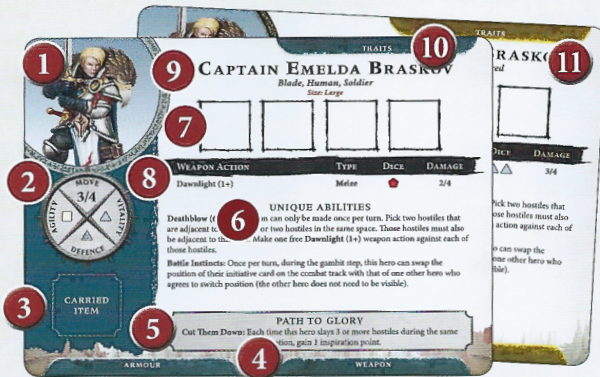 1
TRAITS
10
TRAITS
11
9
CAPTAIN EMELDA BRASKOV
Blade, Human, Soldier
Size: Large
7
2
8
MOVE
3/4
AGILITY
VITALITY
DEFENCE
WEAPON ACTION TYPE DICE DAMAGE
Dawnlight (1+) Melee 2/4
DICE DAMAGE
3/4
UNIQUE ABILITIES
6
Deathblow can only be made once per turn. Pick two hostiles that
are adjacent or two hostiles in the same space. Those hostiles must also
be adjacent to Make one free Dawnlight (1+) weapon action against each of
those hostiles.
Battle Instincts: Once per turn, during the gambit step, this hero can swap the
position of their initiative card on the combat track with that of one other hero who
agrees to switch position (the other hero does not need to be visible).
two hostiles that
hostiles must also
action against each of
can swap the
one other hero who
3
CARRIED
ITEM
5
PATH TO GLORY
Cut Them Down: Each time this hero slays 3 or more hostiles during the same
gain 1 inspiration point.
4
ARMOUR
WEAPON